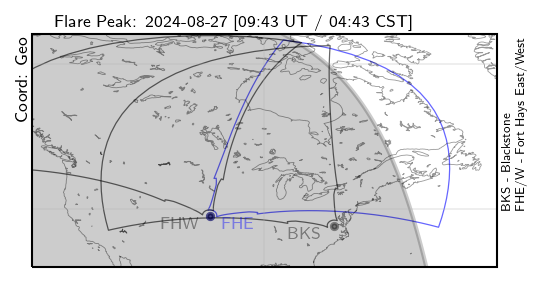 Flare Peak: 2024-08-27 [09:43 UT / 04:43 CST]
Coord: Geo
FHW
FHE
BKS
BKS - Blackstone
FHE/W - Fort Hays East/West